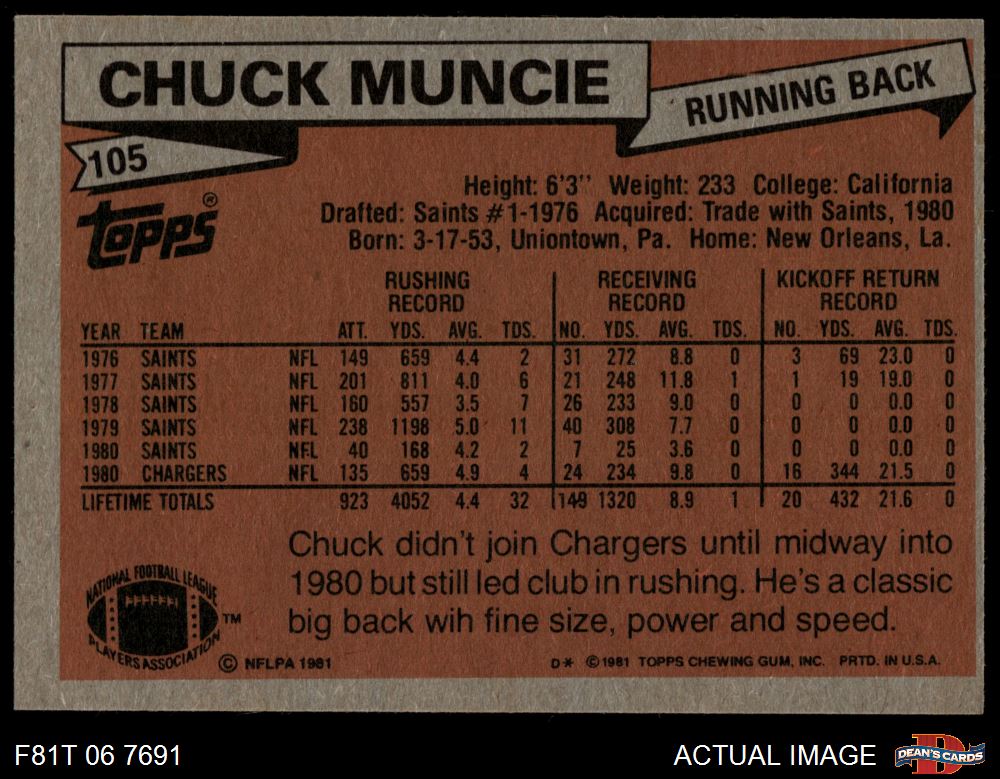 CHUCK MUNCIE
RUNNING BACK
105
TOPPS®
Height: 6'3" Weight: 233 College: California
Drafted: Saints #1-1976 Acquired: Trade with Saints, 1980
Born: 3-17-53, Uniontown, Pa. Home: New Orleans, La.
RUSHING RECEIVING KICKOFF RETURN
RECORD RECORD RECORD
YEAR TEAM ATT. YDS. AVG. TDS. NO. YDS. AVG. TDS. NO. YDS. AVG. TDS.
1976 SAINTS NFL 149 659 4.4 2 31 272 8.8 0 3 69 23.0 0
1977 SAINTS NFL 201 811 4.0 6 21 248 11.8 1 1 19 19.0 0
1978 SAINTS NFL 160 557 3.5 7 26 233 9.0 0 0 0 0.0 0
1979 SAINTS NFL 238 1198 5.0 11 40 308 7.7 0 0 0 0.0 0
1980 SAINTS NFL 40 168 4.2 2 7 25 3.6 0 0 0 0.0 0
1980 CHARGERS NFL 135 659 4.9 4 24 234 9.8 0 16 344 21.5 0
LIFETIME TOTALS 923 4052 4.4 32 149 1320 8.9 1 20 432 21.6 0
Chuck didn't join Chargers until midway into
1980 but still led club in rushing. He's a classic
big back wih fine size, power and speed.
NATIONAL FOOTBALL LEAGUE
PLAYERS ASSOCIATION
TM
© NFLPA 1981
D* © 1981 TOPPS CHEWING GUM, INC. PRTD. IN U.S.A.
F81T 06 7691
ACTUAL IMAGE
D
DEAN'S CARDS